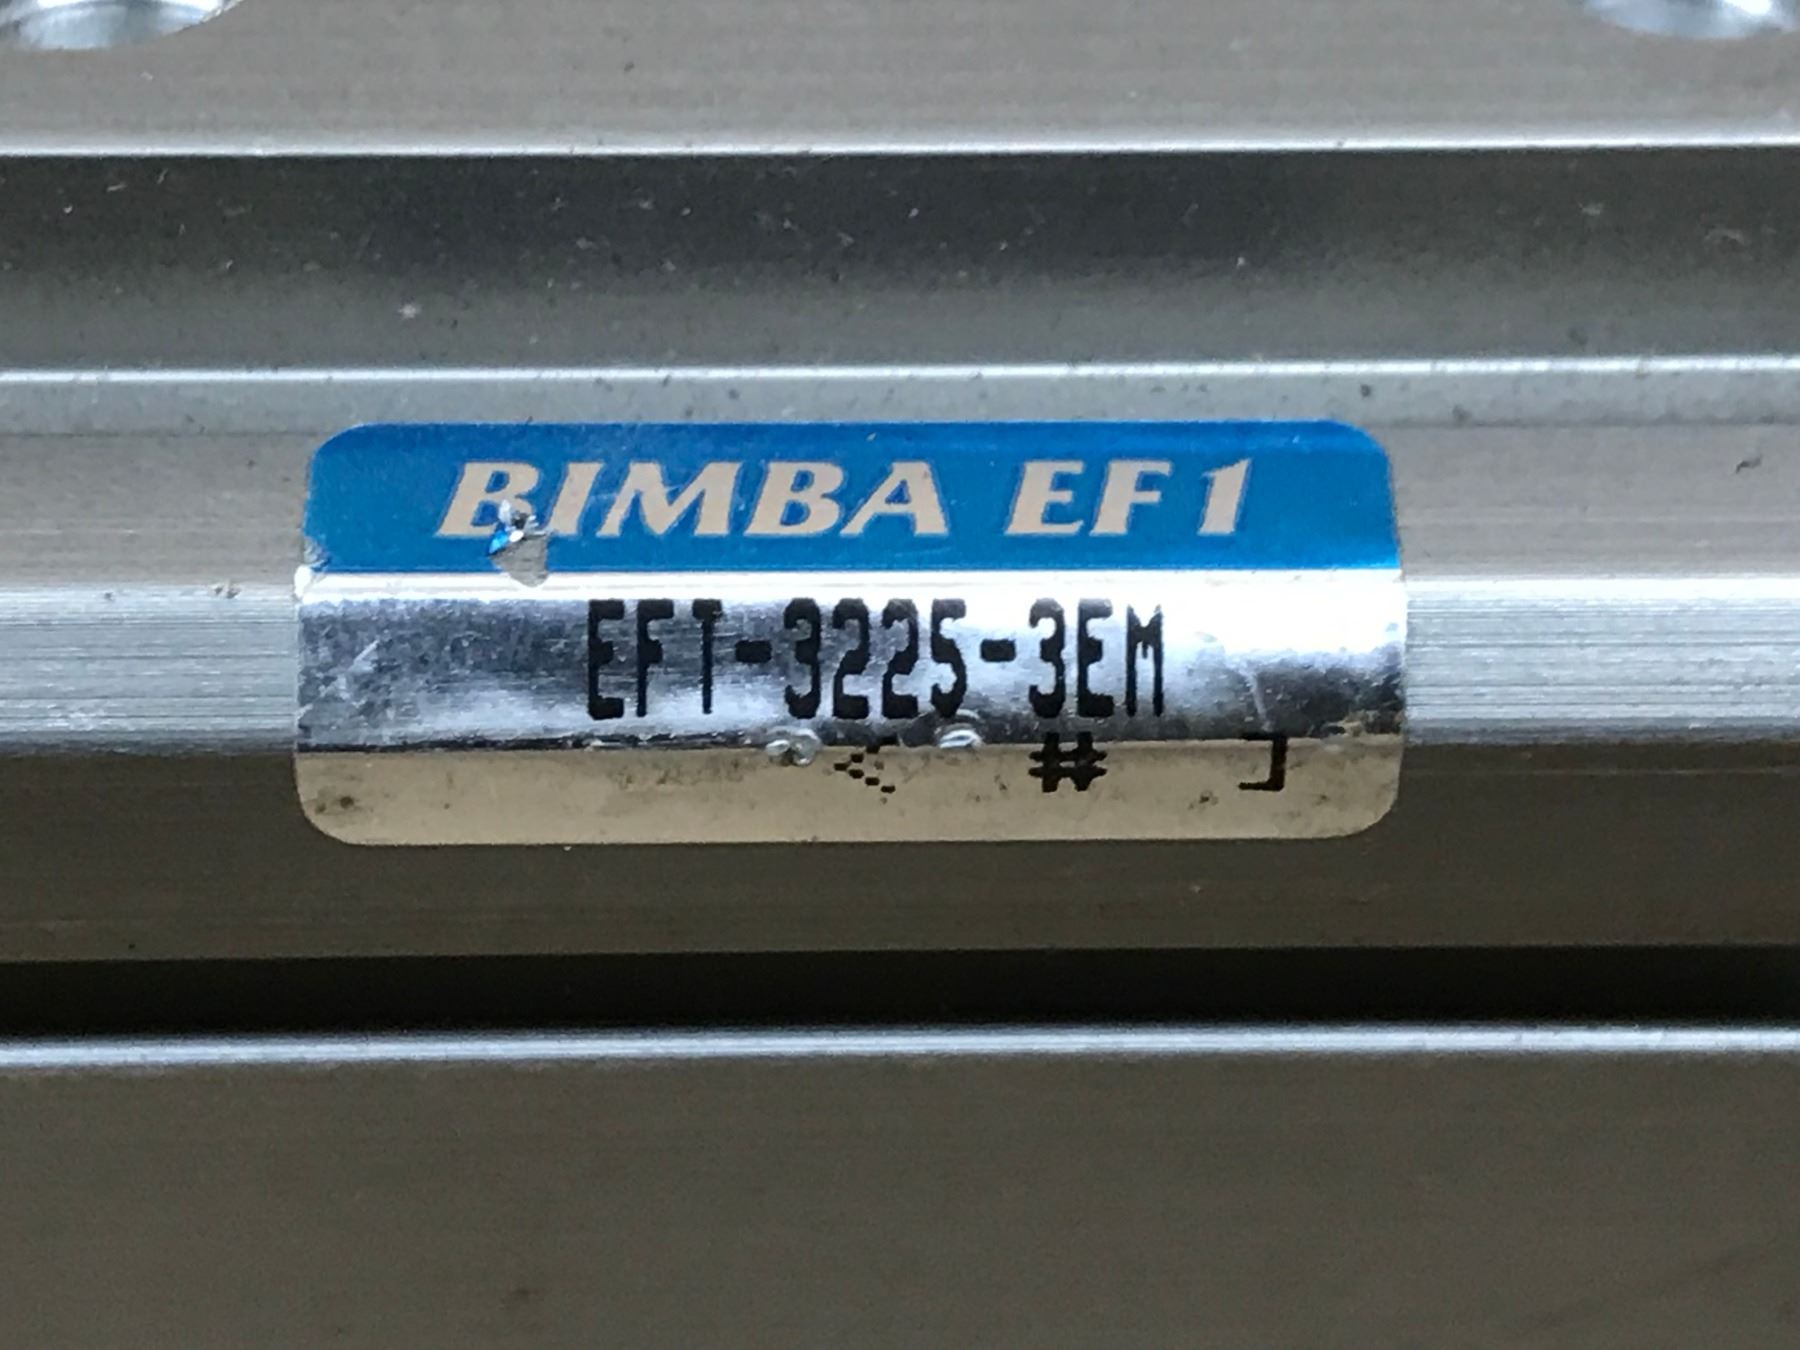 BIMBA EF1
EFT-3225-3EM
< # ]